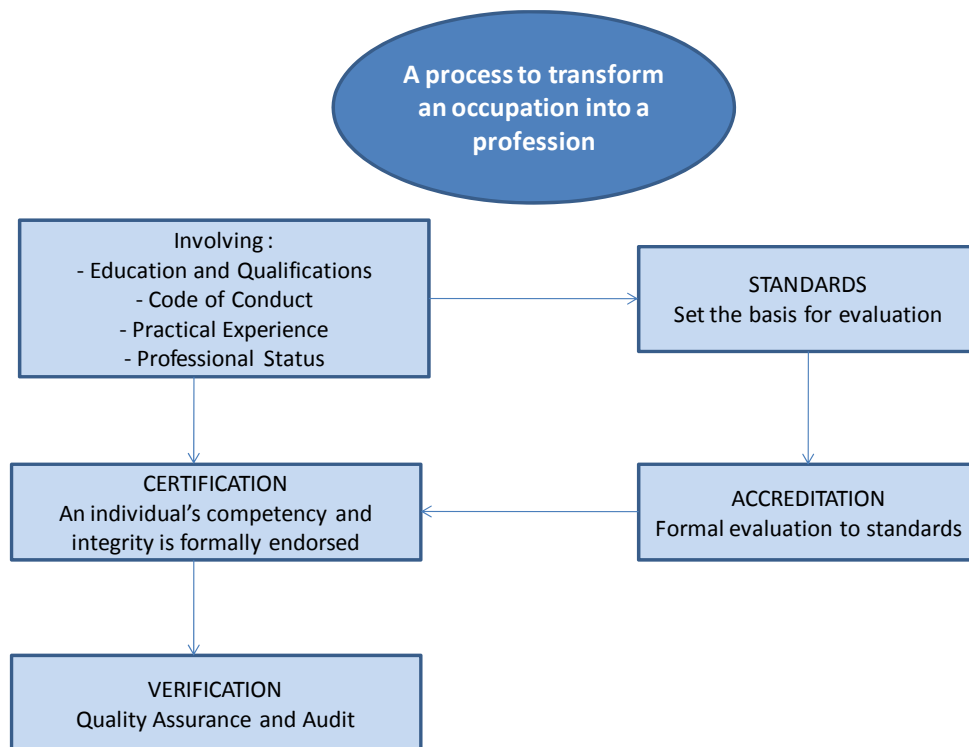 A process to transform
an occupation into a
profession
Involving :
- Education and Qualifications
- Code of Conduct
- Practical Experience
- Professional Status
STANDARDS
Set the basis for evaluation
CERTIFICATION
An individual’s competency and
integrity is formally endorsed
ACCREDITATION
Formal evaluation to standards
VERIFICATION
Quality Assurance and Audit